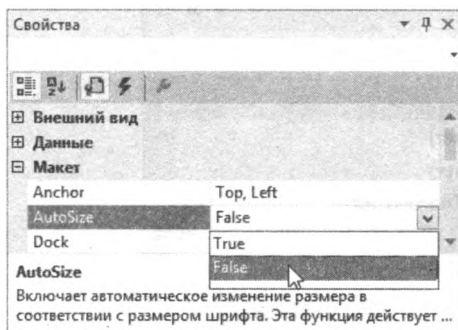 Свойства
Внешний вид
Данные
Макет
Anchor Top, Left
AutoSize False
Dock True
False
AutoSize
Включает автоматическое изменение размера в
соответствии с размером шрифта. Эта функция действует ...